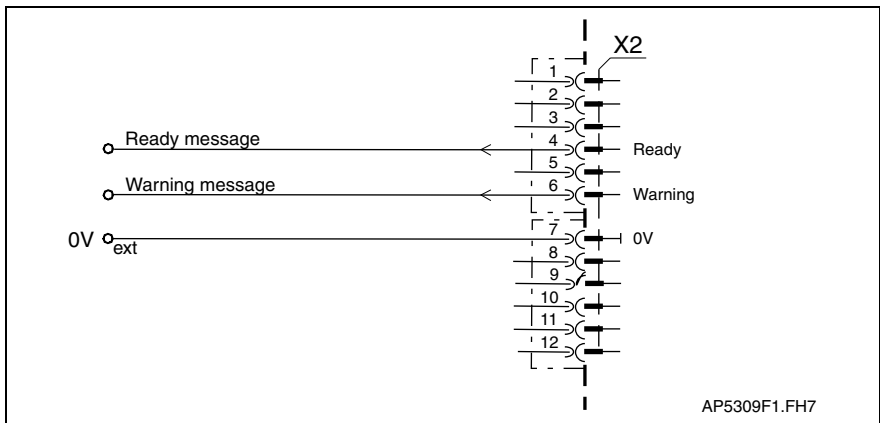 X2
1
2
3
Ready message
4
Ready
5
Warning message
6
Warning
0V ext
7
0V
8
9
10
11
12
AP5309F1.FH7